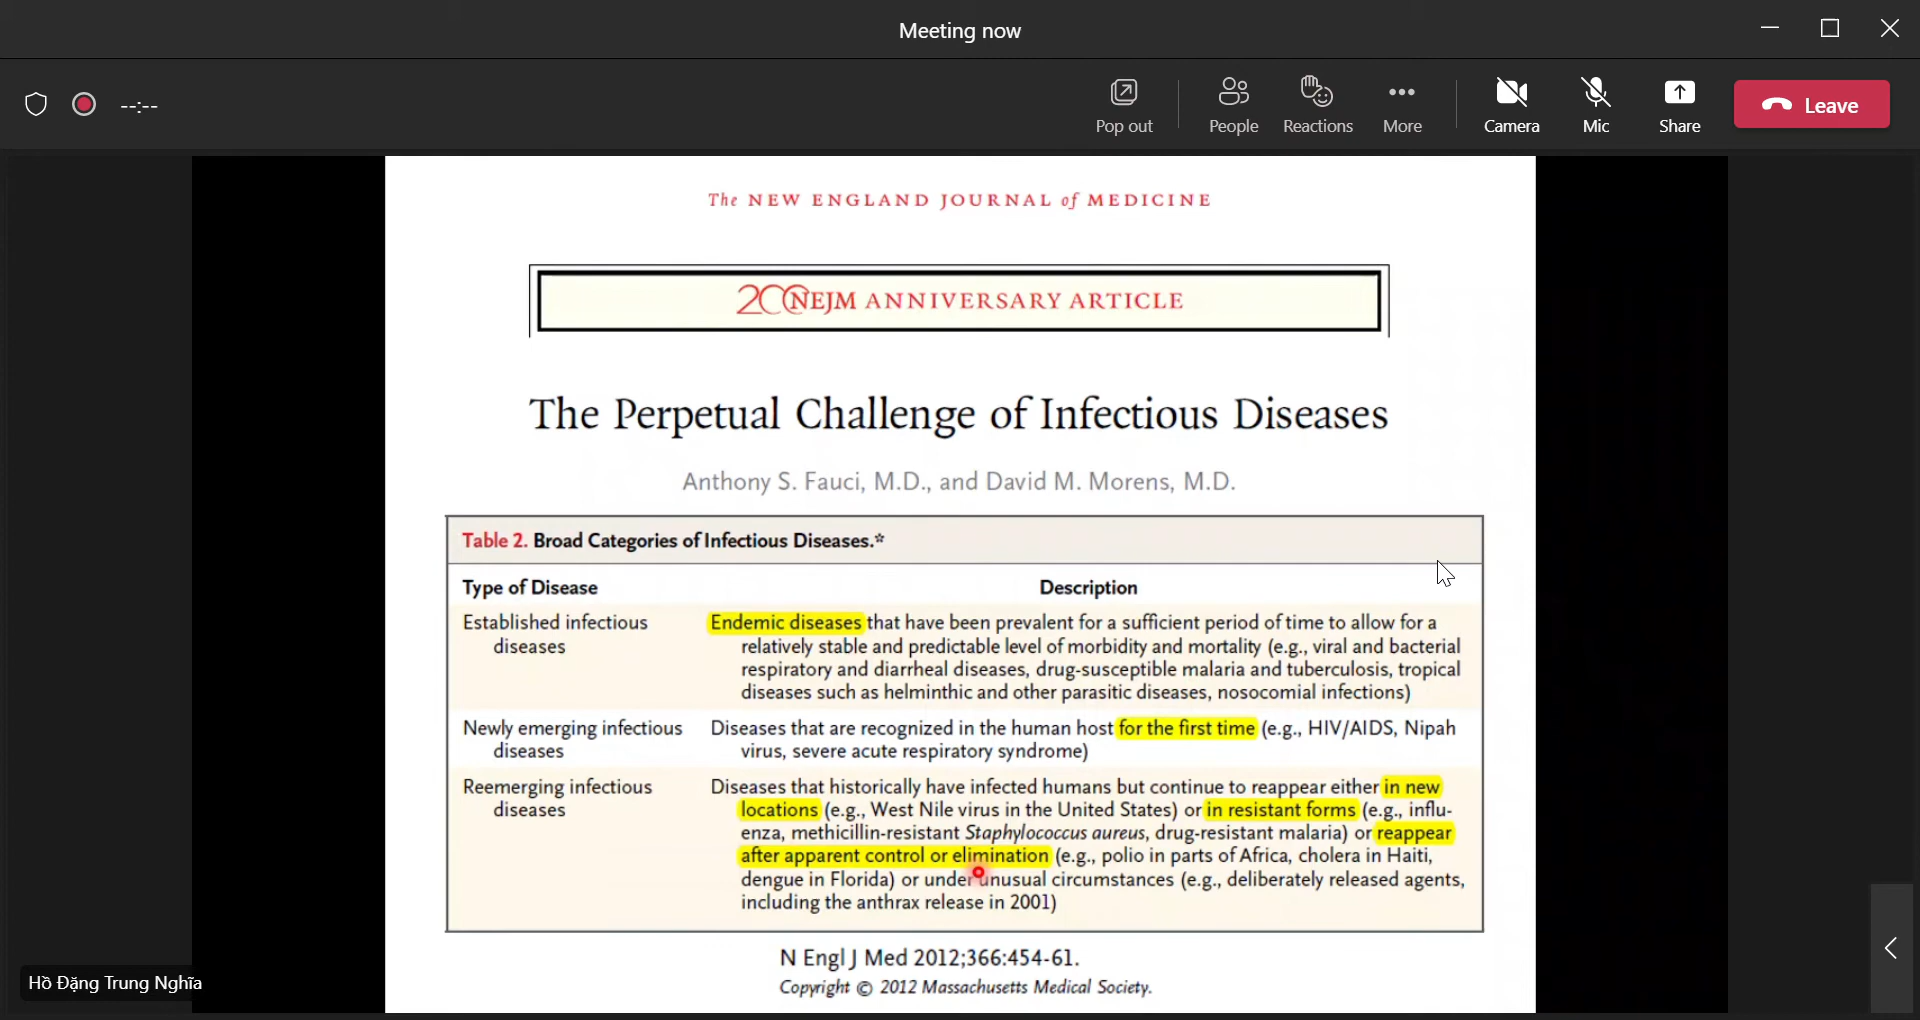 Meeting now
--:--
Pop out
People
Reactions
More
Camera
Mic
Share
Leave
The NEW ENGLAND JOURNAL of MEDICINE
200 NEJM ANNIVERSARY ARTICLE
The Perpetual Challenge of Infectious Diseases
Anthony S. Fauci, M.D., and David M. Morens, M.D.
Table 2. Broad Categories of Infectious Diseases.*
Type of Disease
Description
Established infectious
diseases
Endemic diseases that have been prevalent for a sufficient period of time to allow for a
relatively stable and predictable level of morbidity and mortality (e.g., viral and bacterial
respiratory and diarrheal diseases, drug-susceptible malaria and tuberculosis, tropical
diseases such as helminthic and other parasitic diseases, nosocomial infections)
Newly emerging infectious
diseases
Diseases that are recognized in the human host for the first time (e.g., HIV/AIDS, Nipah
virus, severe acute respiratory syndrome)
Reemerging infectious
diseases
Diseases that historically have infected humans but continue to reappear either in new
locations (e.g., West Nile virus in the United States) or in resistant forms (e.g., influ-
enza, methicillin-resistant Staphylococcus aureus, drug-resistant malaria) or reappear
after apparent control or elimination (e.g., polio in parts of Africa, cholera in Haiti,
dengue in Florida) or under unusual circumstances (e.g., deliberately released agents,
including the anthrax release in 2001)
N Engl J Med 2012;366:454-61.
Copyright © 2012 Massachusetts Medical Society.
Hồ Đặng Trung Nghĩa